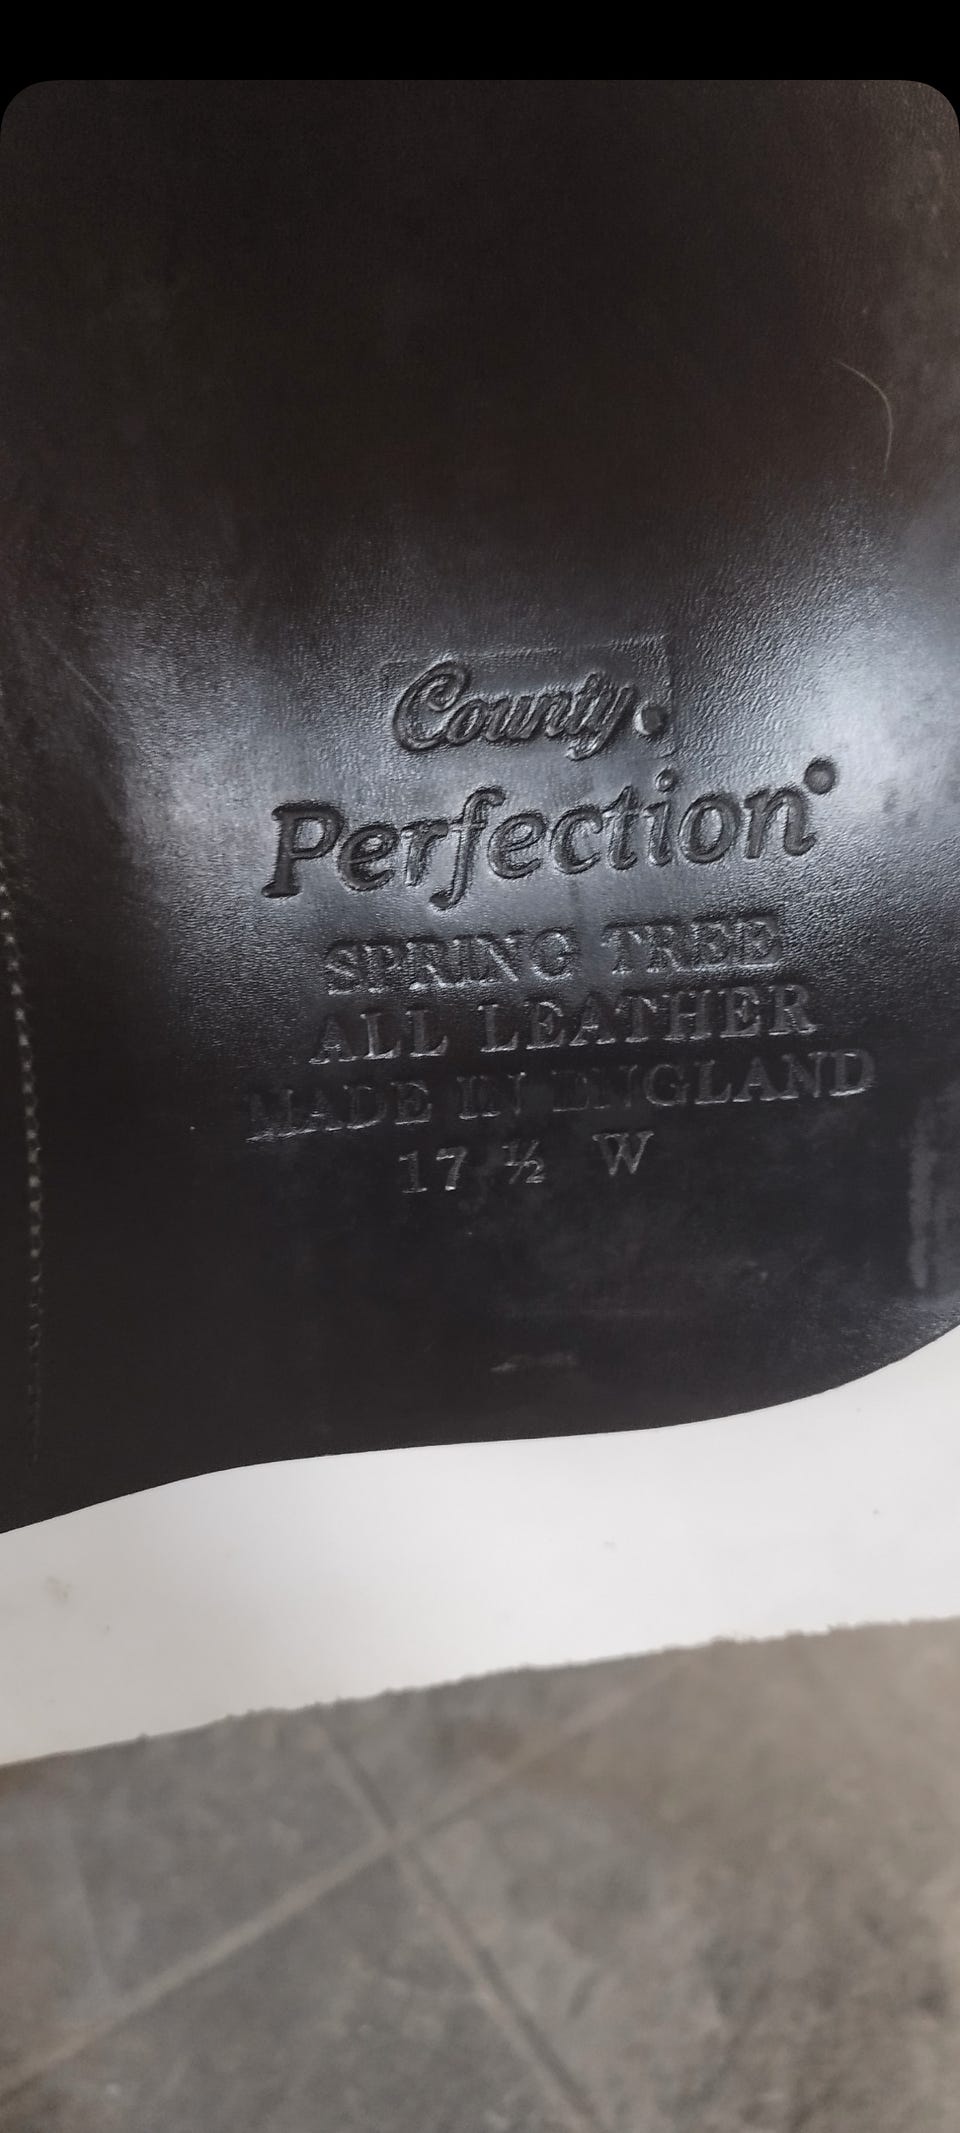 County.
Perfection°
SPRING TREE
ALL LEATHER
MADE IN ENGLAND
17 ½ W